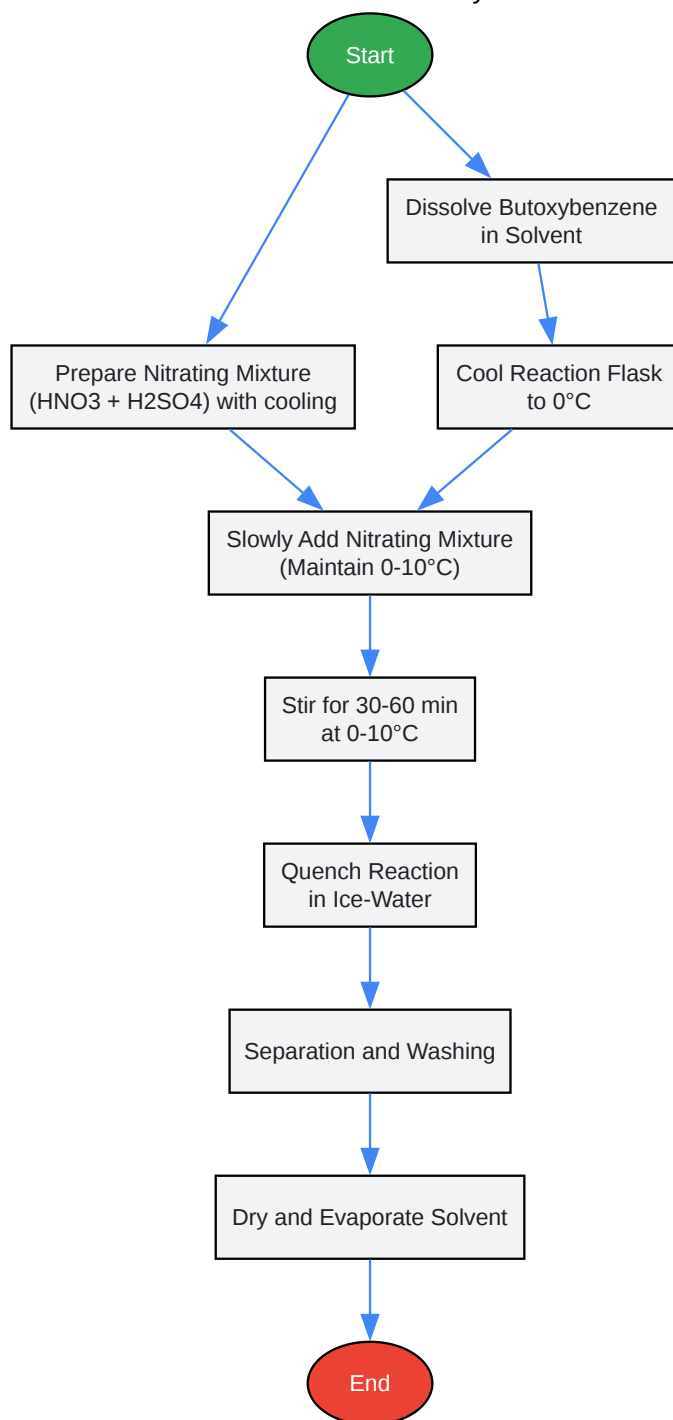 Start
Dissolve Butoxybenzene
in Solvent
Prepare Nitrating Mixture
(HNO3 + H2SO4) with cooling
Cool Reaction Flask
to 0°C
Slowly Add Nitrating Mixture
(Maintain 0-10°C)
Stir for 30-60 min
at 0-10°C
Quench Reaction
in Ice-Water
Separation and Washing
Dry and Evaporate Solvent
End